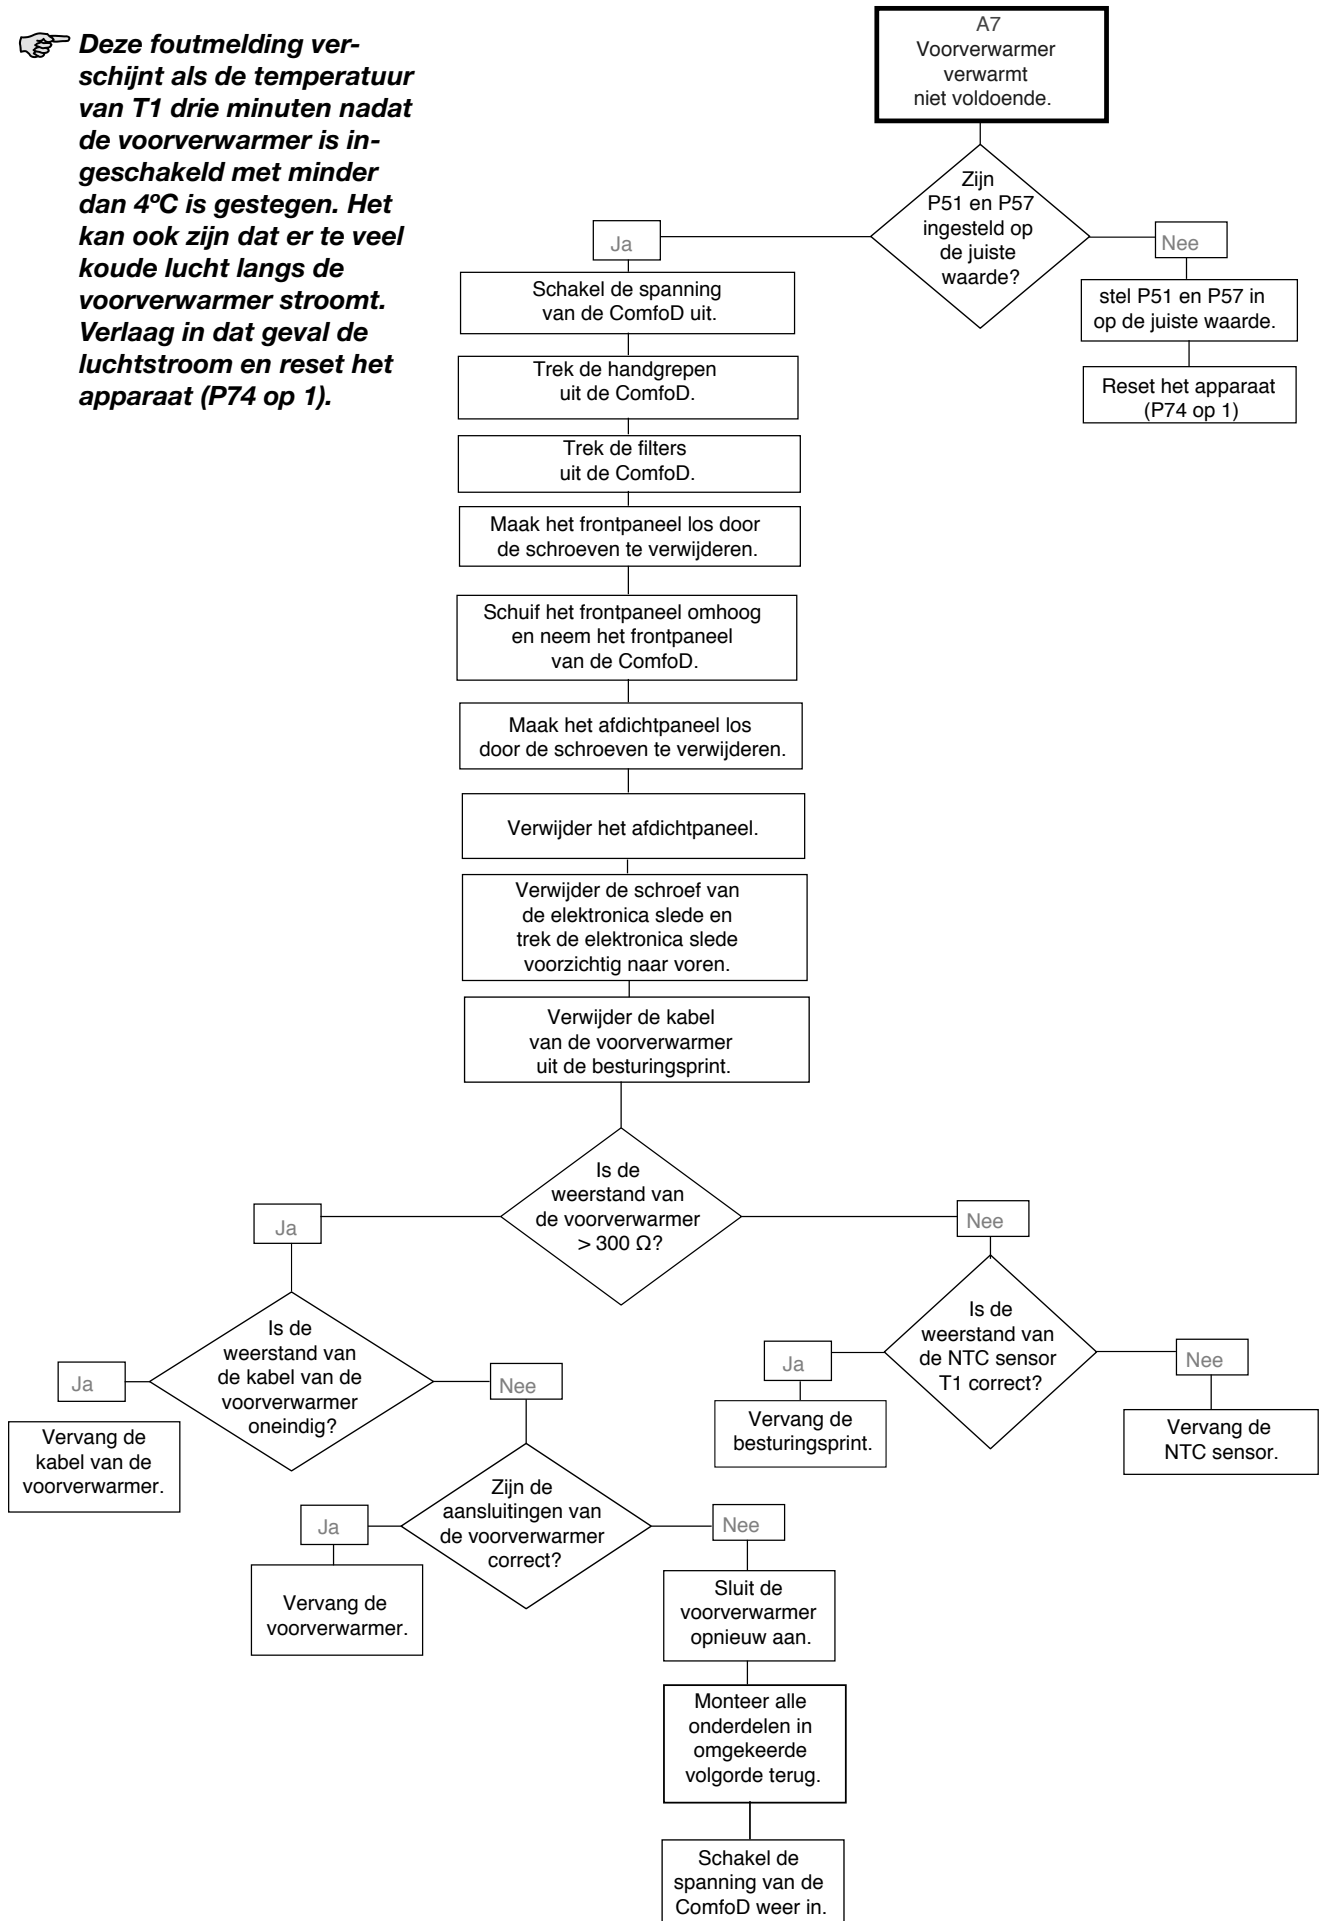 Deze foutmelding ver-
schijnt als de temperatuur
van T1 drie minuten nadat
de voorverwarmer is in-
geschakeld met minder
dan 4ºC is gestegen. Het
kan ook zijn dat er te veel
koude lucht langs de
voorverwarmer stroomt.
Verlaag in dat geval de
luchtstroom en reset het
apparaat (P74 op 1).
A7
Voorverwarmer
verwarmt
niet voldoende.
Zijn
P51 en P57
ingesteld op
de juiste
waarde?
Ja
Nee
Schakel de spanning
van de ComfoD uit.
stel P51 en P57 in
op de juiste waarde.
Trek de handgrepen
uit de ComfoD.
Reset het apparaat
(P74 op 1)
Trek de filters
uit de ComfoD.
Maak het frontpaneel los door
de schroeven te verwijderen.
Schuif het frontpaneel omhoog
en neem het frontpaneel
van de ComfoD.
Maak het afdichtpaneel los
door de schroeven te verwijderen.
Verwijder het afdichtpaneel.
Verwijder de schroef van
de elektronica slede en
trek de elektronica slede
voorzichtig naar voren.
Verwijder de kabel
van de voorverwarmer
uit de besturingsprint.
Is de
weerstand van
de voorverwarmer
> 300 Ω?
Ja
Nee
Is de
weerstand van
de kabel van de
voorverwarmer
oneindig?
Ja
Nee
Vervang de
kabel van de
voorverwarmer.
Is de
weerstand van
de NTC sensor
T1 correct?
Ja
Nee
Vervang de
besturingsprint.
Vervang de
NTC sensor.
Zijn de
aansluitingen van
de voorverwarmer
correct?
Ja
Nee
Vervang de
voorverwarmer.
Sluit de
voorverwarmer
opnieuw aan.
Monteer alle
onderdelen in
omgekeerde
volgorde terug.
Schakel de
spanning van de
ComfoD weer in.